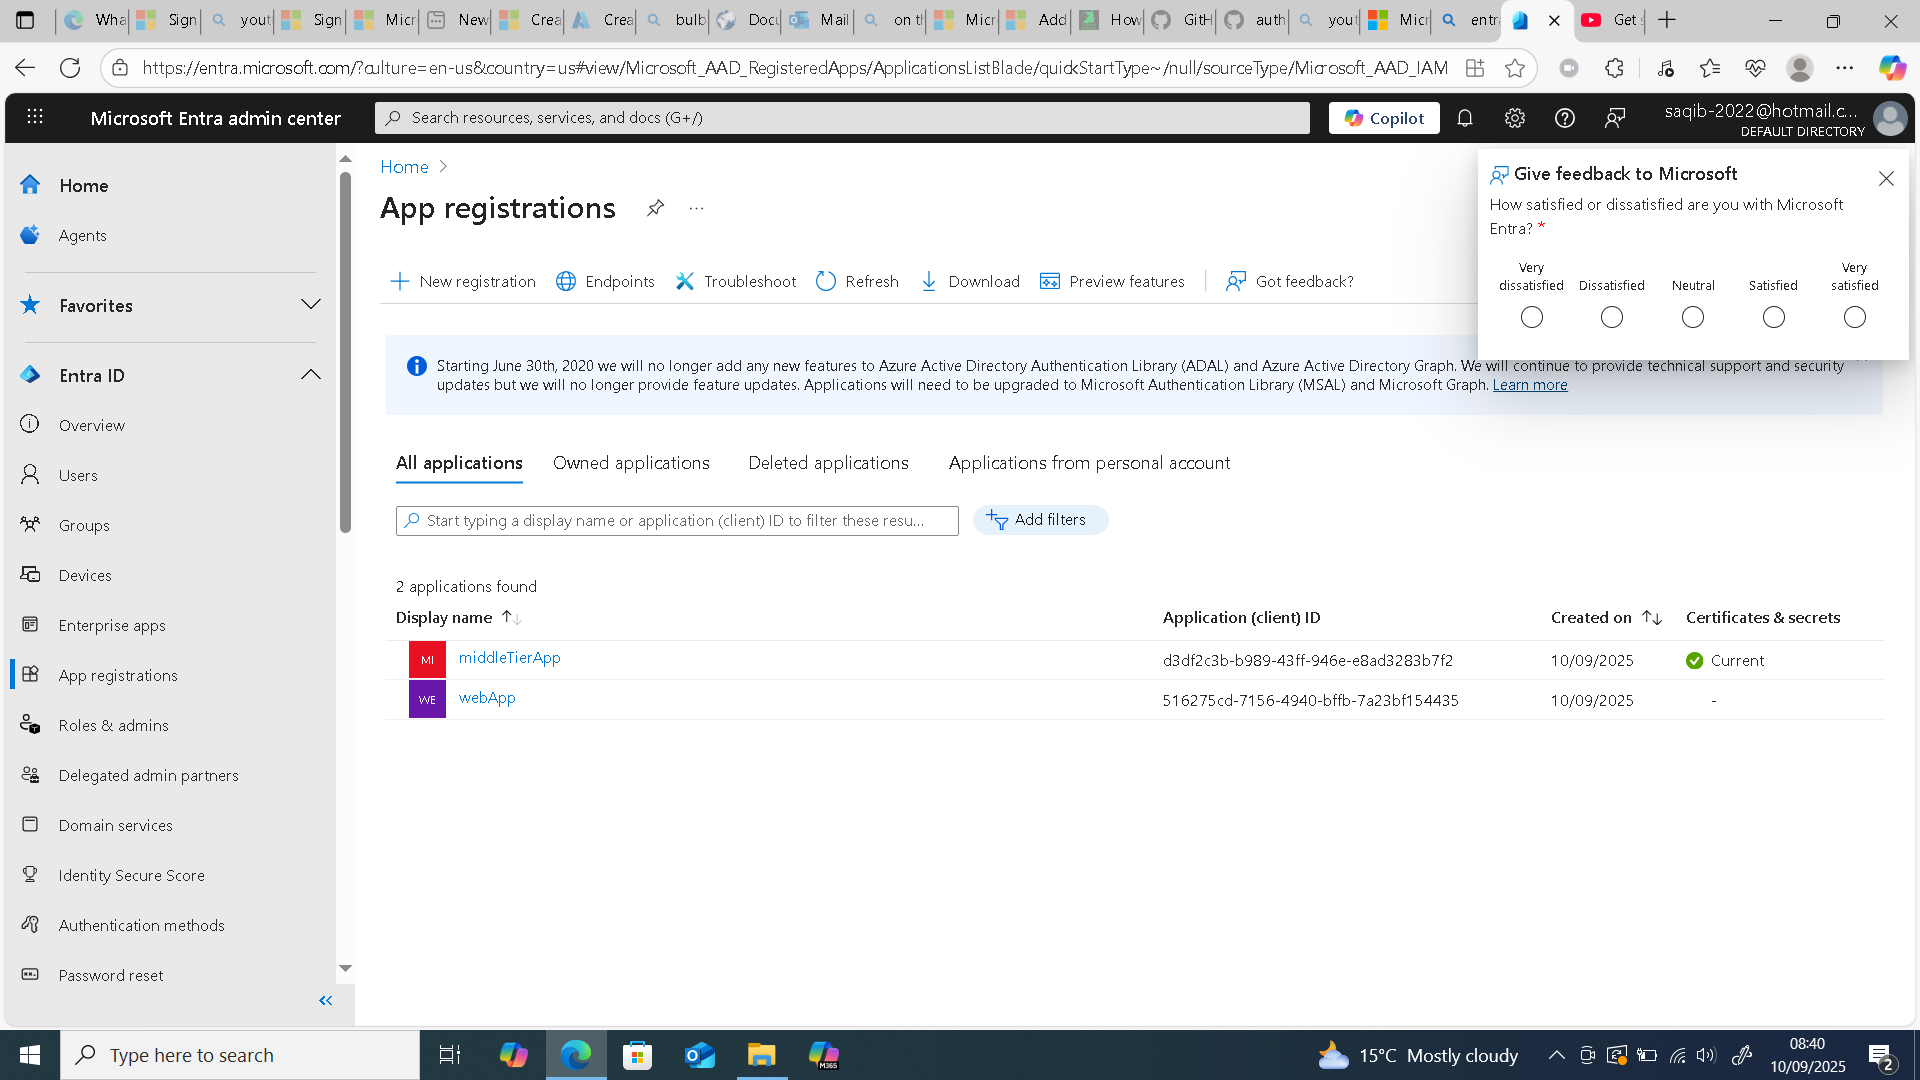 Wha
Sign
yout
Sign
Micr
New
Crea
Crea
bulb
Docu
Mail
on th
Micr
Add
How
GitH
auth
yout
Micr
entra
Get s
https://entra.microsoft.com/?culture=en-us&country=us#view/Microsoft_AAD_RegisteredApps/ApplicationsListBlade/quickStartType~/null/sourceType/Microsoft_AAD_IAM
Microsoft Entra admin center
Search resources, services, and docs (G+/)
Copilot
saqib-2022@hotmail.c...
DEFAULT DIRECTORY
Home
Agents
Favorites
Entra ID
Overview
Users
Groups
Devices
Enterprise apps
App registrations
Roles & admins
Delegated admin partners
Domain services
Identity Secure Score
Authentication methods
Password reset
Home
App registrations
New registration
Endpoints
Troubleshoot
Refresh
Download
Preview features
Got feedback?
Give feedback to Microsoft
How satisfied or dissatisfied are you with Microsoft
Entra? *
Very
dissatisfied
Dissatisfied
Neutral
Satisfied
Very
satisfied
Starting June 30th, 2020 we will no longer add any new features to Azure Active Directory Authentication Library (ADAL) and Azure Active Directory Graph. We will continue to provide technical support and security
updates but we will no longer provide feature updates. Applications will need to be upgraded to Microsoft Authentication Library (MSAL) and Microsoft Graph. Learn more
All applications
Owned applications
Deleted applications
Applications from personal account
Start typing a display name or application (client) ID to filter these resu...
Add filters
2 applications found
Display name
Application (client) ID
Created on
Certificates & secrets
MI
middleTierApp
d3df2c3b-b989-43ff-946e-e8ad3283b7f2
10/09/2025
Current
WE
webApp
516275cd-7156-4940-bffb-7a23bf154435
10/09/2025
-
Type here to search
M365
15°C Mostly cloudy
08:40
10/09/2025
2